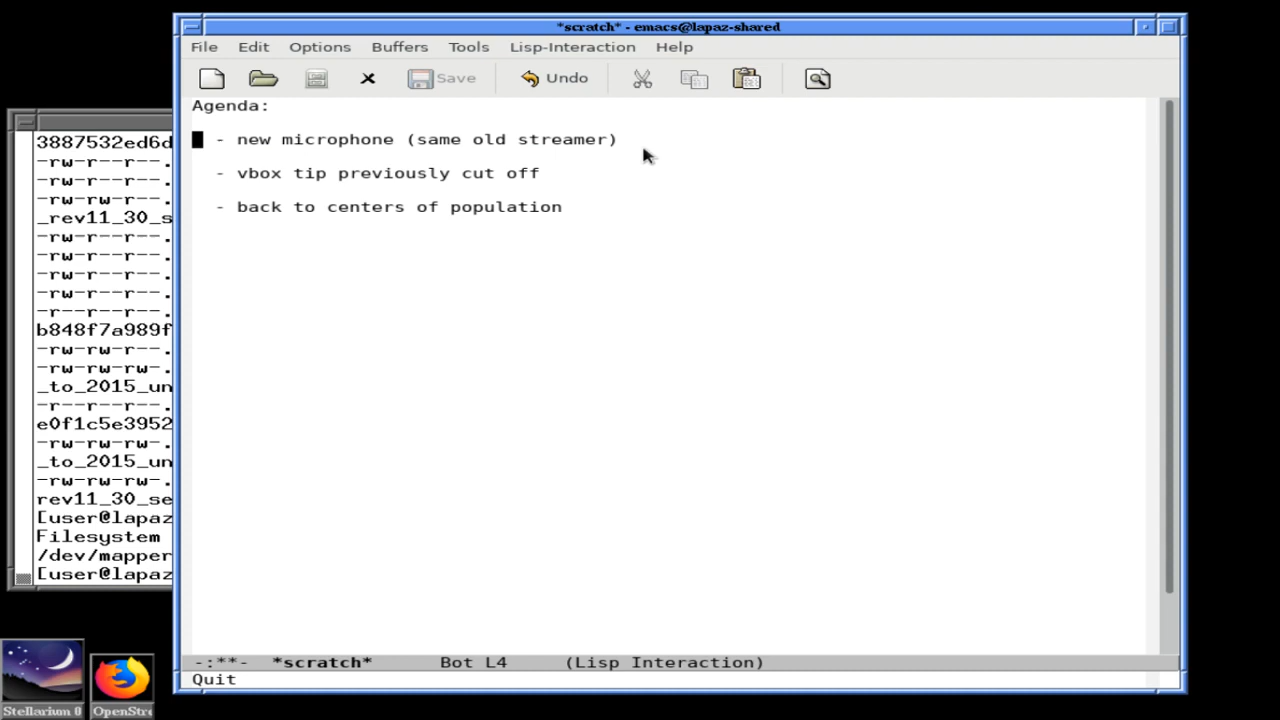 *scratch* - emacs@lapaz-shared
File Edit Options Buffers Tools Lisp-Interaction Help
Save Undo
Agenda:
- new microphone (same old streamer)
- vbox tip previously cut off
- back to centers of population
-:**- *scratch* Bot L4 (Lisp Interaction)
Quit
3887532ed6d
-rw-r--r--.
-rw-r--r--.
-rw-rw-r--.
_rev11_30_s
-rw-r--r--.
-rw-r--r--.
-rw-r--r--.
-rw-r--r--.
-r--r--r--.
b848f7a989f
-rw-rw-r--.
-rw-rw-rw-.
_to_2015_un
-r--r--r--.
e0f1c5e3952
-rw-rw-rw-.
_to_2015_un
-rw-rw-rw-.
rev11_30_se
[user@lapaz
Filesystem
/dev/mapper
[user@lapaz
Stellarium 0
OpenStre